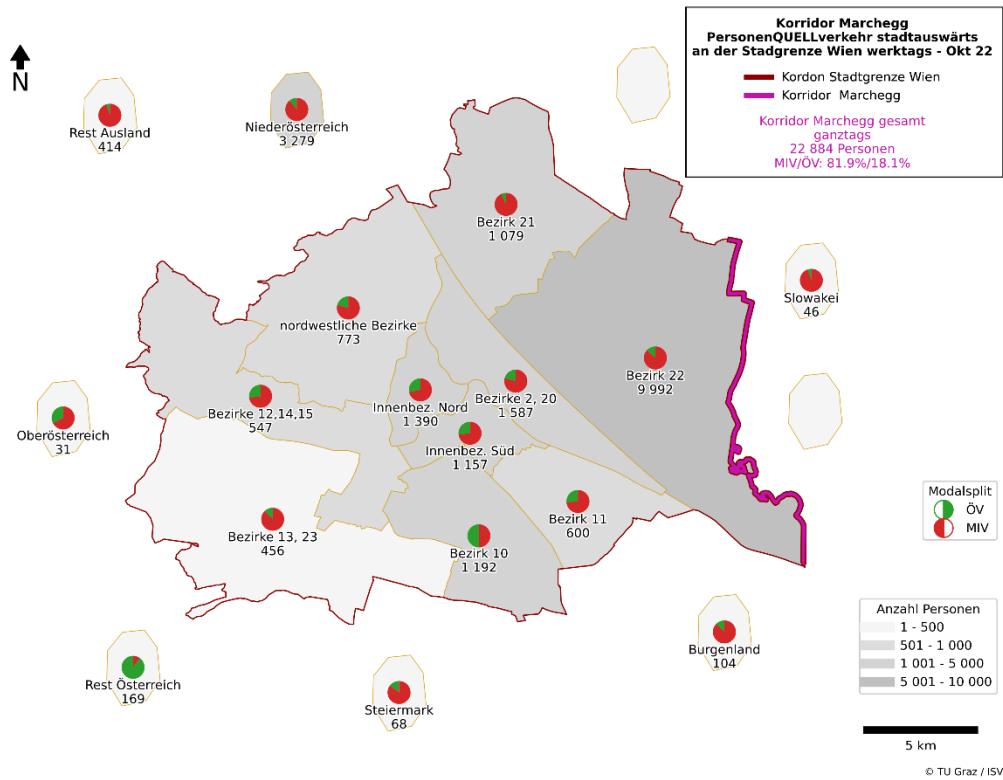 Korridor Marchegg
PersonenQUELLverkehr stadtauswärts
an der Stadgrenze Wien werktags - Okt 22
Kordon Stadtgrenze Wien
Korridor Marchegg
Korridor Marchegg gesamt
ganztags
22 884 Personen
MIV/ÖV: 81.9%/18.1%
N
Rest Ausland
414
Niederösterreich
3 279
Bezirk 21
1 079
Slowakei
46
nordwestliche Bezirke
773
Bezirk 22
9 992
Bezirke 12,14,15
547
Innenbez. Nord
1 390
Bezirke 2, 20
1 587
Oberösterreich
31
Innenbez. Süd
1 157
Bezirke 13, 23
456
Bezirk 10
1 192
Bezirk 11
600
Modalsplit
ÖV
MIV
Anzahl Personen
1 - 500
501 - 1 000
1 001 - 5 000
5 001 - 10 000
Burgenland
104
Rest Österreich
169
Steiermark
68
5 km
© TU Graz / ISV